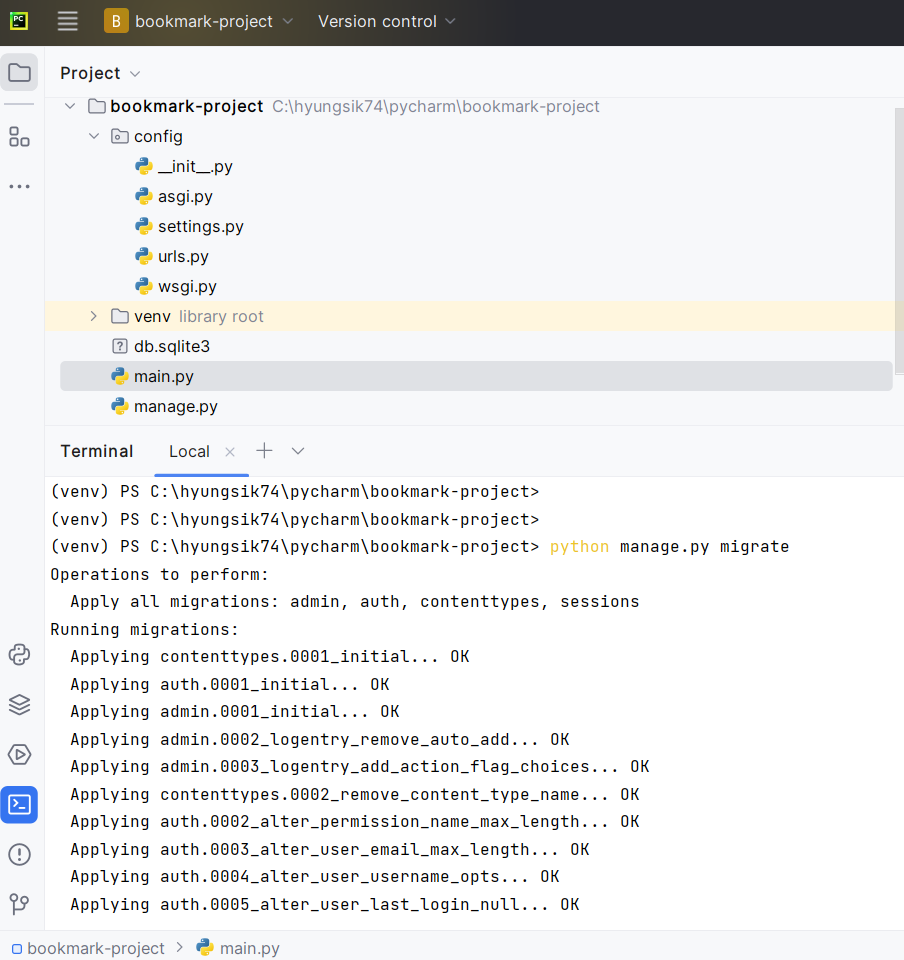 PC
B bookmark-project Version control
Project
bookmark-project C:\hyungsik74\pycharm\bookmark-project
config
__init__.py
asgi.py
settings.py
urls.py
wsgi.py
venv library root
? db.sqlite3
main.py
manage.py
Terminal Local × +
(venv) PS C:\hyungsik74\pycharm\bookmark-project>
(venv) PS C:\hyungsik74\pycharm\bookmark-project>
(venv) PS C:\hyungsik74\pycharm\bookmark-project> python manage.py migrate
Operations to perform:
  Apply all migrations: admin, auth, contenttypes, sessions
Running migrations:
  Applying contenttypes.0001_initial... OK
  Applying auth.0001_initial... OK
  Applying admin.0001_initial... OK
  Applying admin.0002_logentry_remove_auto_add... OK
  Applying admin.0003_logentry_add_action_flag_choices... OK
  Applying contenttypes.0002_remove_content_type_name... OK
  Applying auth.0002_alter_permission_name_max_length... OK
  Applying auth.0003_alter_user_email_max_length... OK
  Applying auth.0004_alter_user_username_opts... OK
  Applying auth.0005_alter_user_last_login_null... OK
bookmark-project > main.py